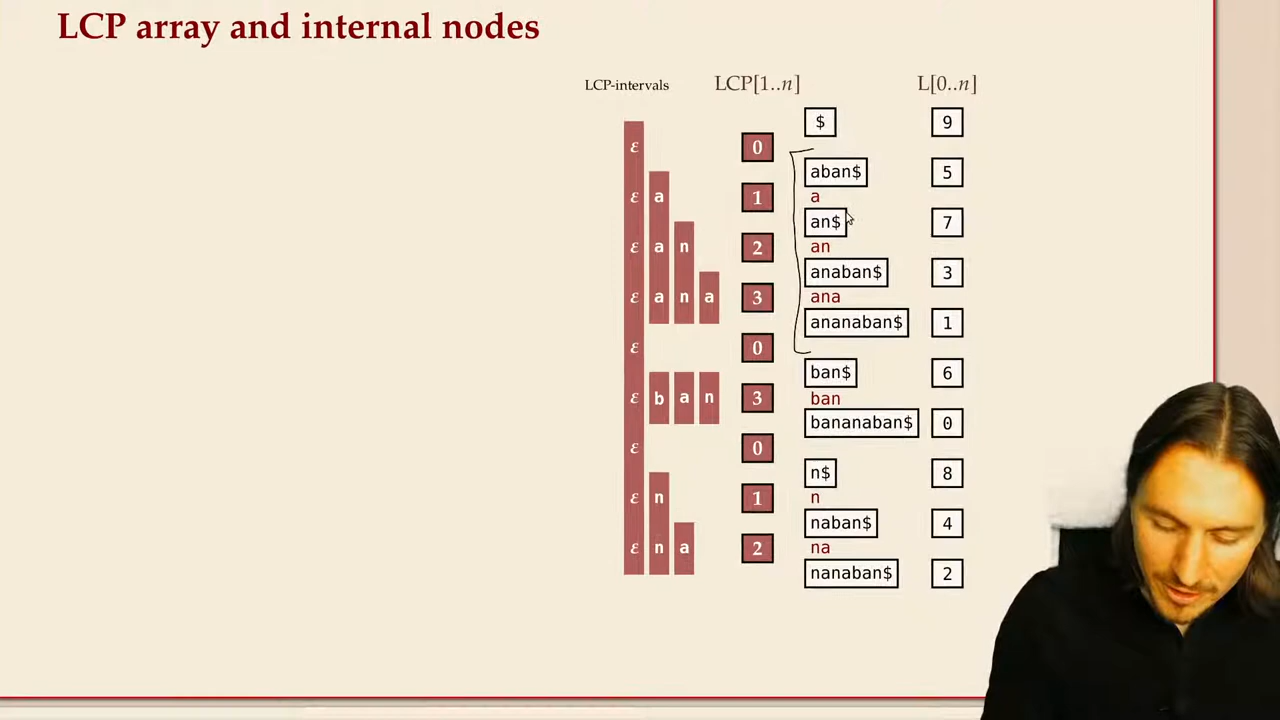 LCP array and internal nodes
LCP-intervals LCP[1..n] L[0..n]
$ 9
ε 0
aban$ 5
ε a 1 a
an$ 7
ε a n 2 an
anaban$ 3
ε a n a 3 ana
ananaban$ 1
ε 0
ban$ 6
ε b a n 3 ban
bananaban$ 0
ε 0
n$ 8
ε n 1 n
naban$ 4
ε n a 2 na
nanaban$ 2